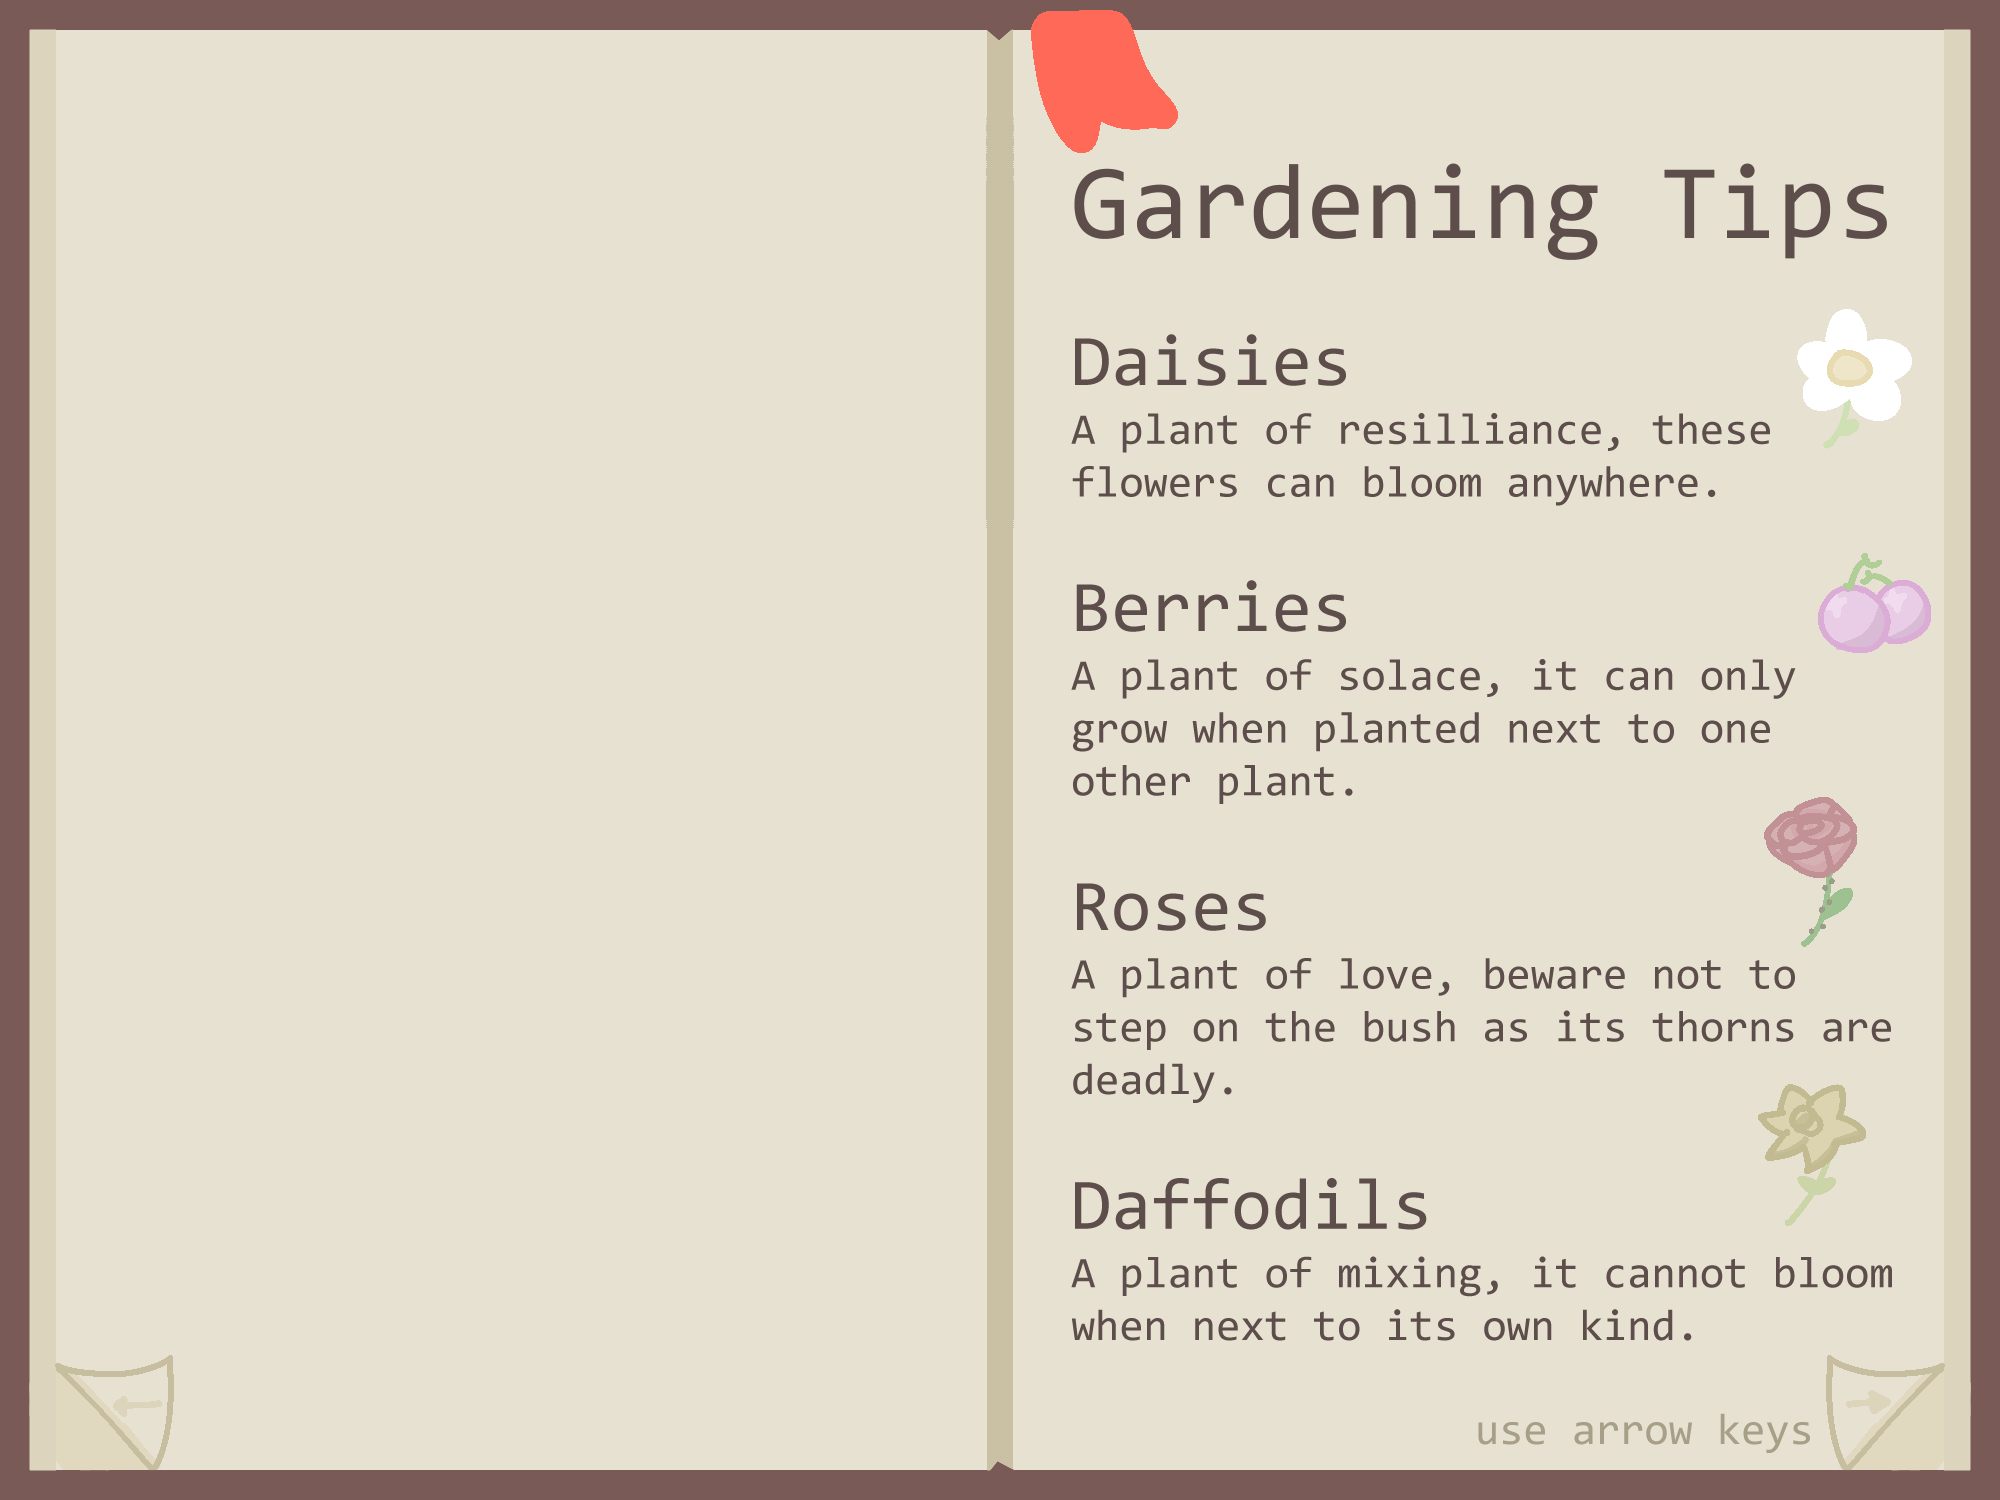 Gardening Tips
Daisies
A plant of resilliance, these
flowers can bloom anywhere.
Berries
A plant of solace, it can only
grow when planted next to one
other plant.
Roses
A plant of love, beware not to
step on the bush as its thorns are
deadly.
Daffodils
A plant of mixing, it cannot bloom
when next to its own kind.
use arrow keys